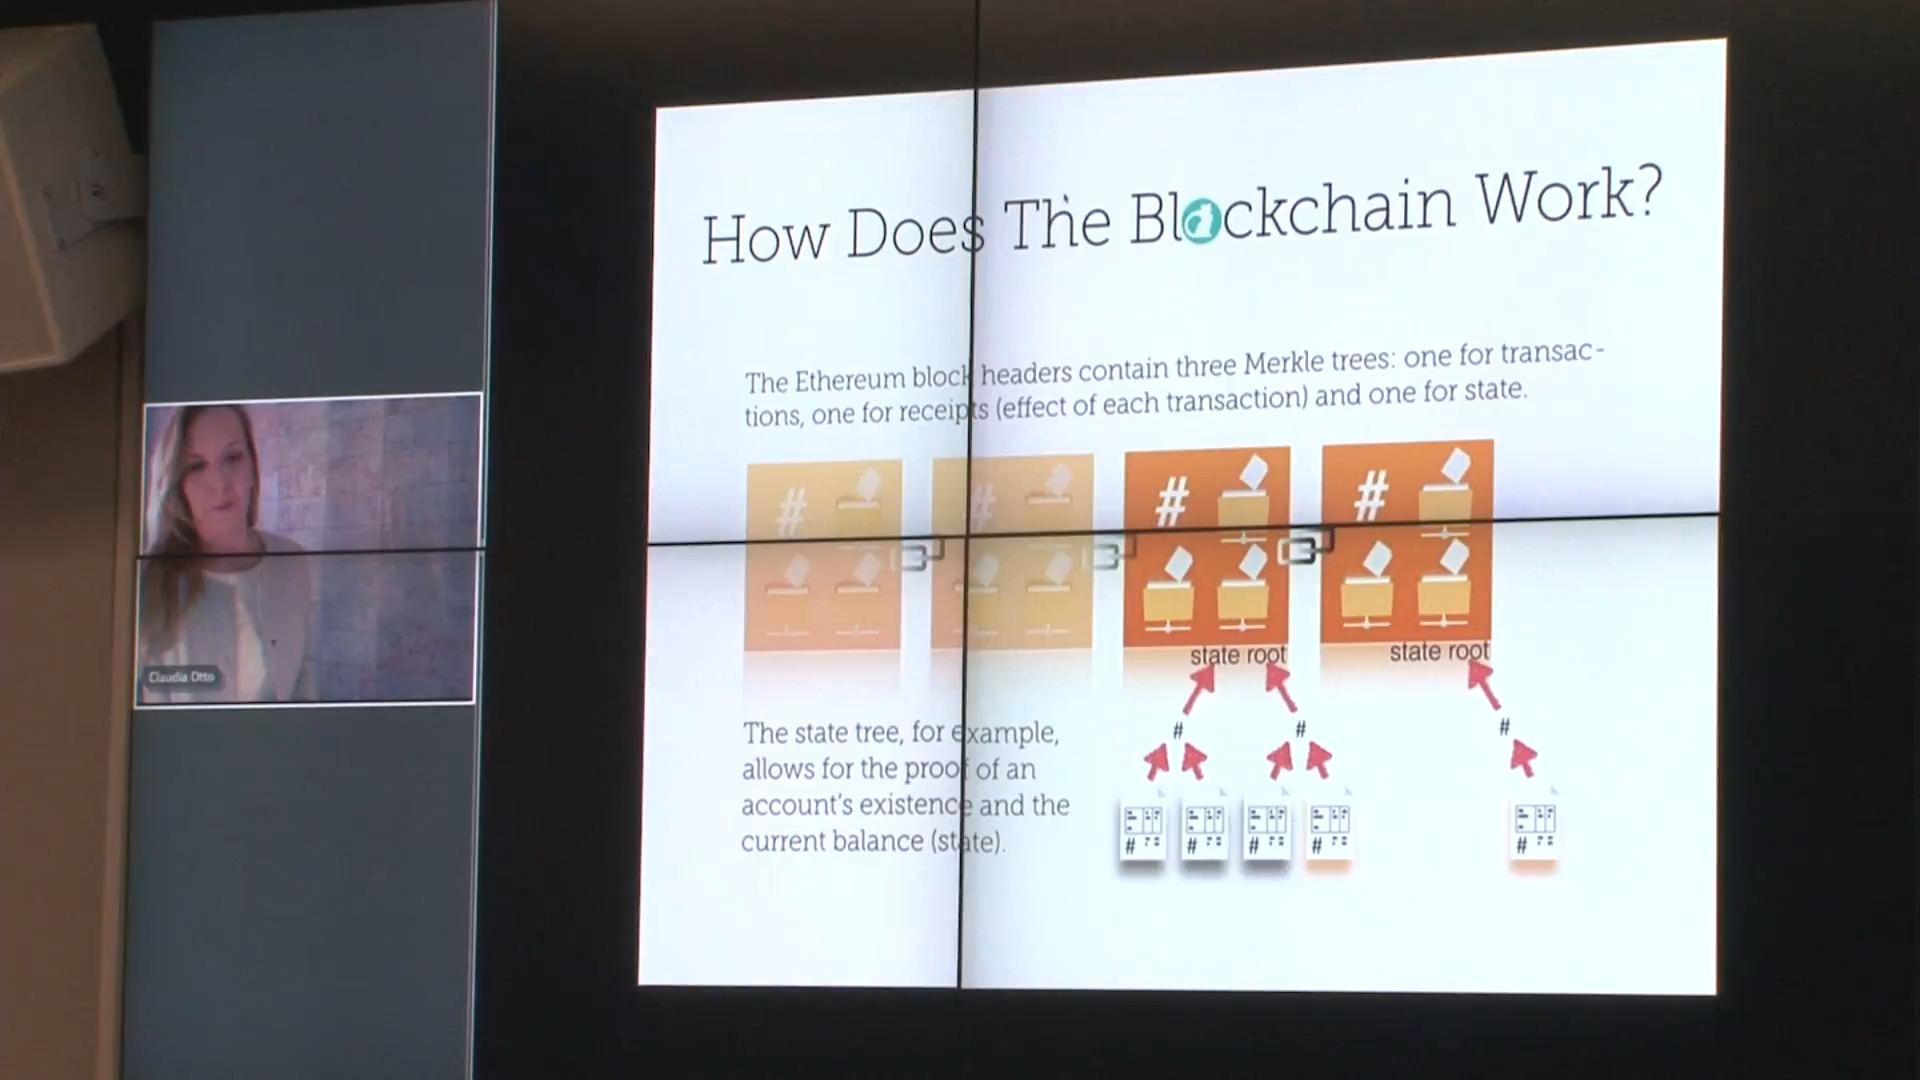 How Does The Blockchain Work?
The Ethereum block headers contain three Merkle trees: one for transac-
tions, one for receipts (effect of each transaction) and one for state.
# # # #
state root state root
# # #
The state tree, for example,
allows for the proof of an
account's existence and the
current balance (state).
# # # # #
Claudia Otto